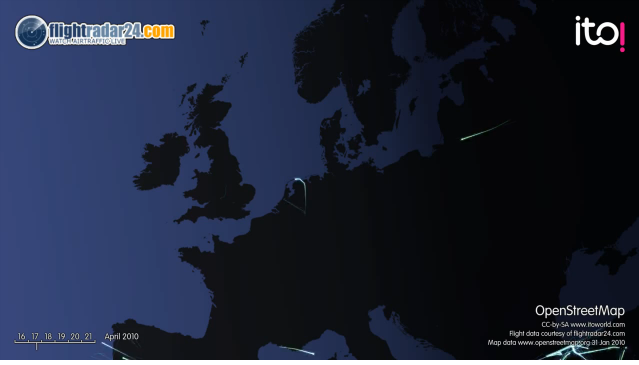 flightradar24.com
WATCH AIR TRAFFIC LIVE
ito!
OpenStreetMap
CC-by-SA www.itoworld.com
Flight data courtesy of flightradar24.com
Map data www.openstreetmap.org 31 Jan 2010
16 17 18 19 20 21 April 2010